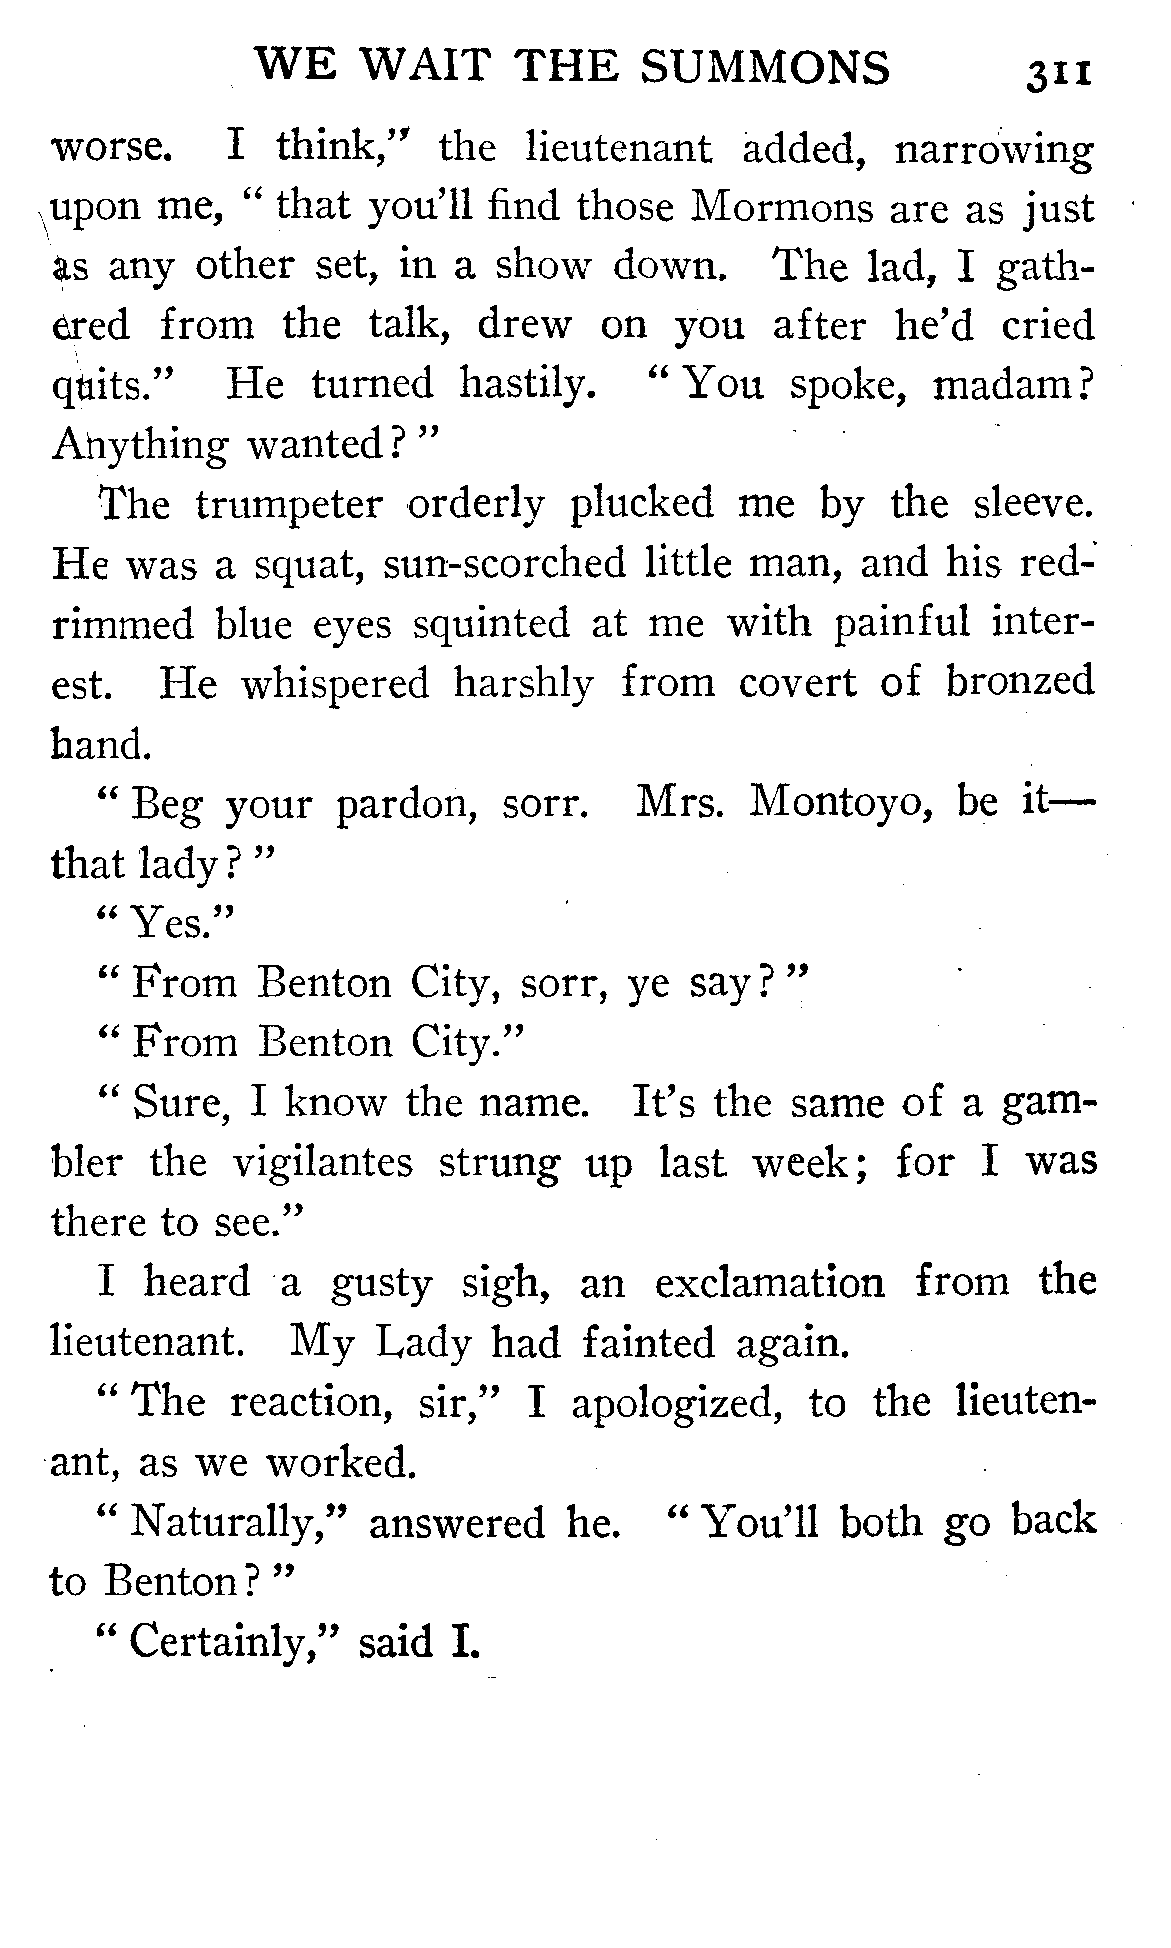 WE WAIT THE SUMMONS 311
worse. I think," the lieutenant added, narrowing
upon me, " that you'll find those Mormons are as just
as any other set, in a show down. The lad, I gath-
ered from the talk, drew on you after he'd cried
quits." He turned hastily. " You spoke, madam?
Anything wanted? "
The trumpeter orderly plucked me by the sleeve.
He was a squat, sun-scorched little man, and his red-
rimmed blue eyes squinted at me with painful inter-
est. He whispered harshly from covert of bronzed
hand.
" Beg your pardon, sorr. Mrs. Montoyo, be it—
that lady? "
" Yes."
" From Benton City, sorr, ye say? "
" From Benton City."
" Sure, I know the name. It's the same of a gam-
bler the vigilantes strung up last week; for I was
there to see."
I heard a gusty sigh, an exclamation from the
lieutenant. My Lady had fainted again.
" The reaction, sir," I apologized, to the lieuten-
ant, as we worked.
" Naturally," answered he. " You'll both go back
to Benton? "
" Certainly," said I.